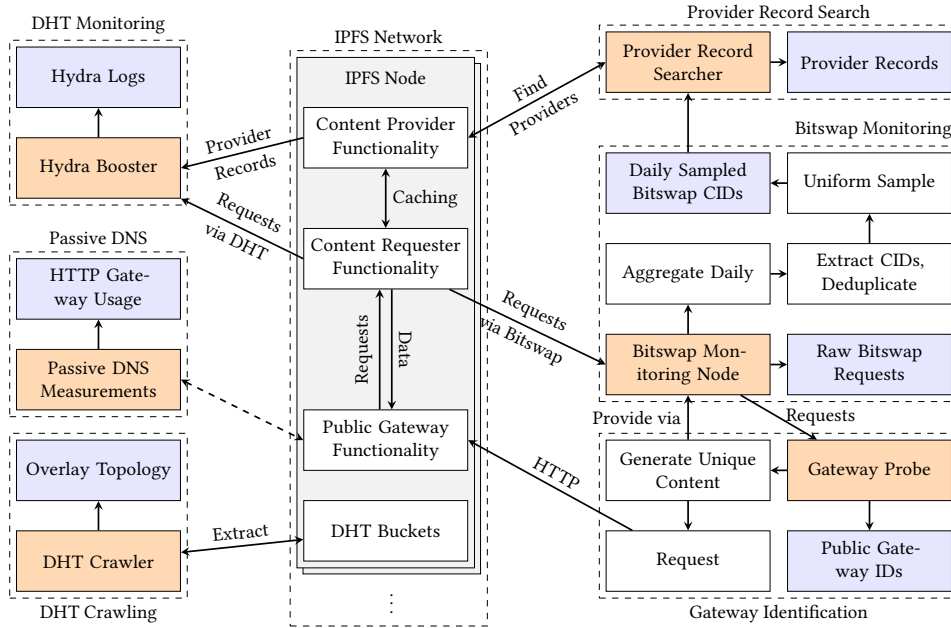 DHT Monitoring
Hydra Logs
Hydra Booster
Passive DNS
HTTP Gate-
way Usage
Passive DNS
Measurements
Overlay Topology
DHT Crawler
DHT Crawling
Provider
Records
Requests
via DHT
Extract
IPFS Network
IPFS Node
Content Provider
Functionality
Caching
Content Requester
Functionality
Requests
Data
Public Gateway
Functionality
DHT Buckets
⋮
Find
Providers
Requests
via Bitswap
HTTP
Provider Record Search
Provider Record
Searcher
Provider Records
Bitswap Monitoring
Daily Sampled
Bitswap CIDs
Uniform Sample
Aggregate Daily
Extract CIDs,
Deduplicate
Bitswap Mon-
itoring Node
Raw Bitswap
Requests
Provide via
Requests
Generate Unique
Content
Gateway Probe
Request
Public Gate-
way IDs
Gateway Identification